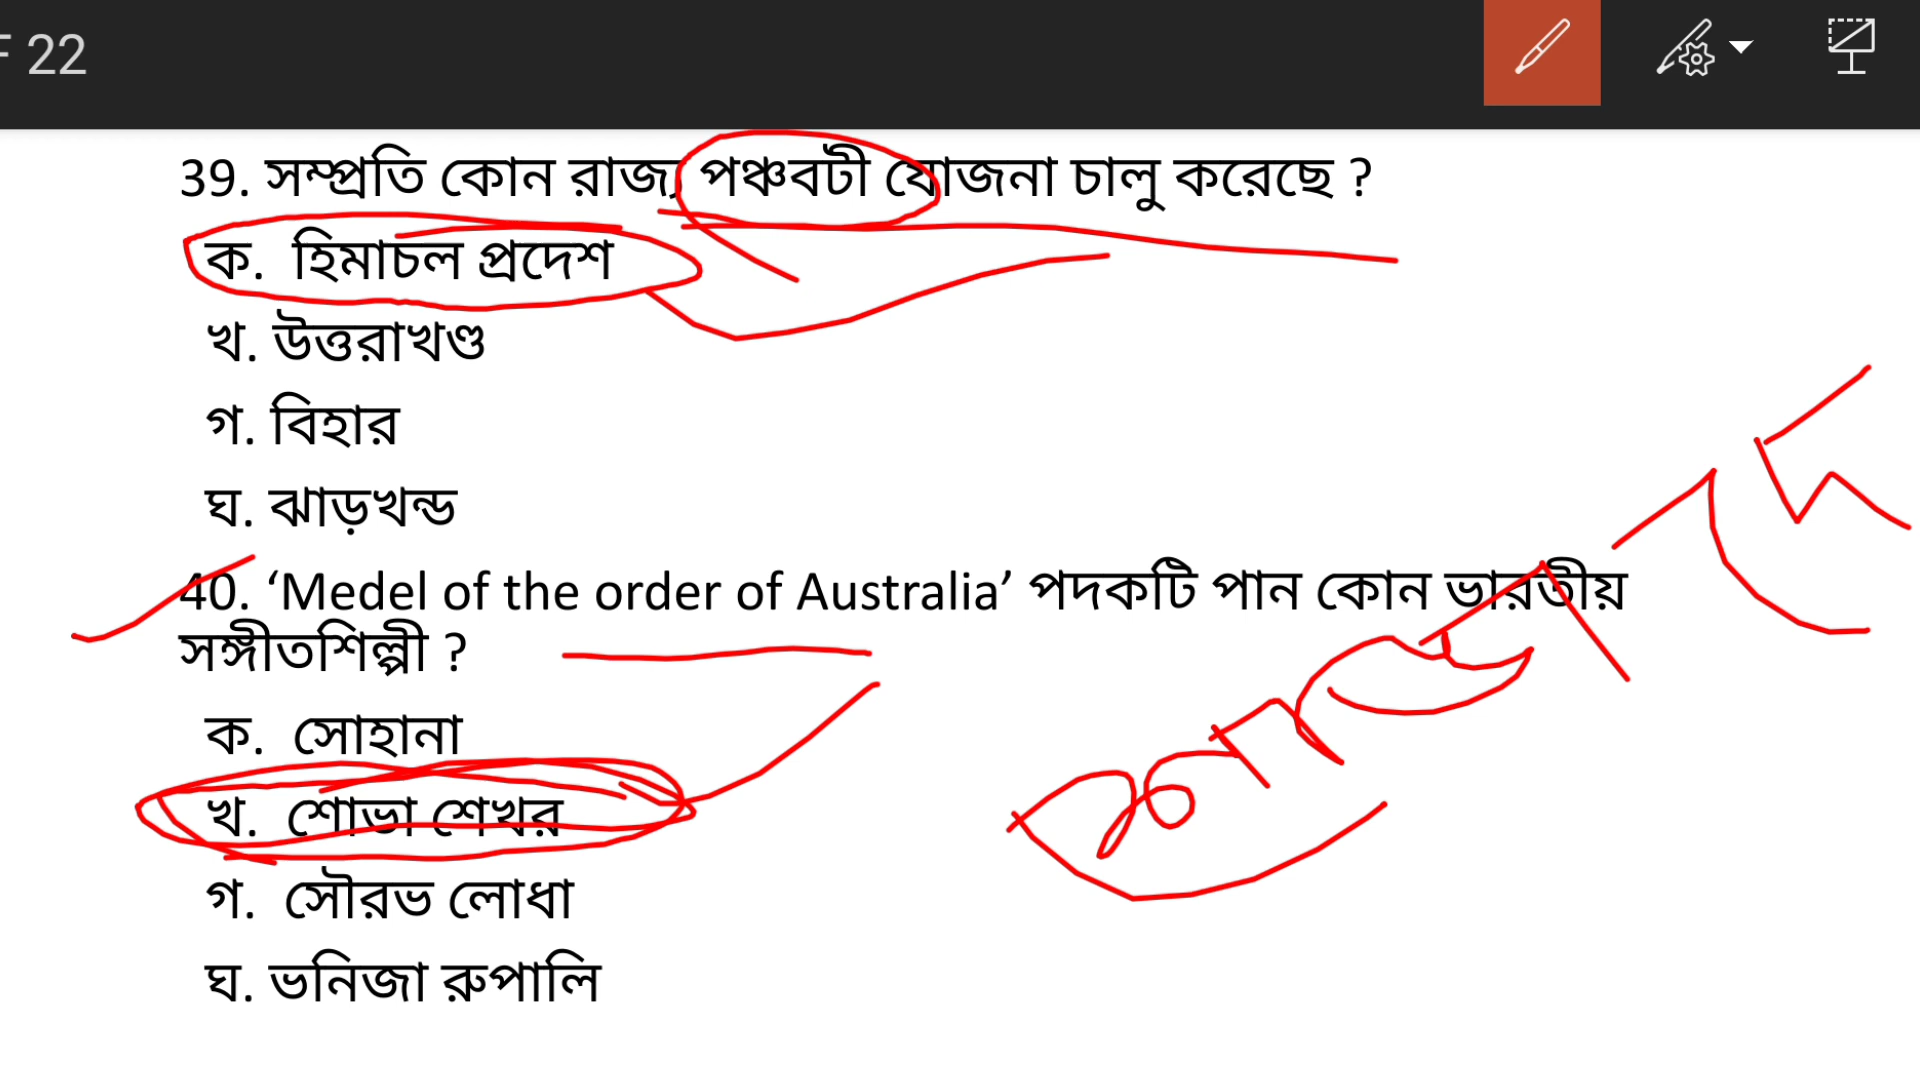 F 22
39. সম্প্রতি কোন রাজ্য পঞ্চবটী যোজনা চালু করেছে ?
ক. হিমাচল প্রদেশ
খ. উত্তরাখণ্ড
গ. বিহার
ঘ. ঝাড়খন্ড
40. ‘Medel of the order of Australia’ পদকটি পান কোন ভারতীয়
সঙ্গীতশিল্পী ?
ক. সোহানা
খ. শোভা শেখর
গ. সৌরভ লোধা
ঘ. ভনিজা রুপালি